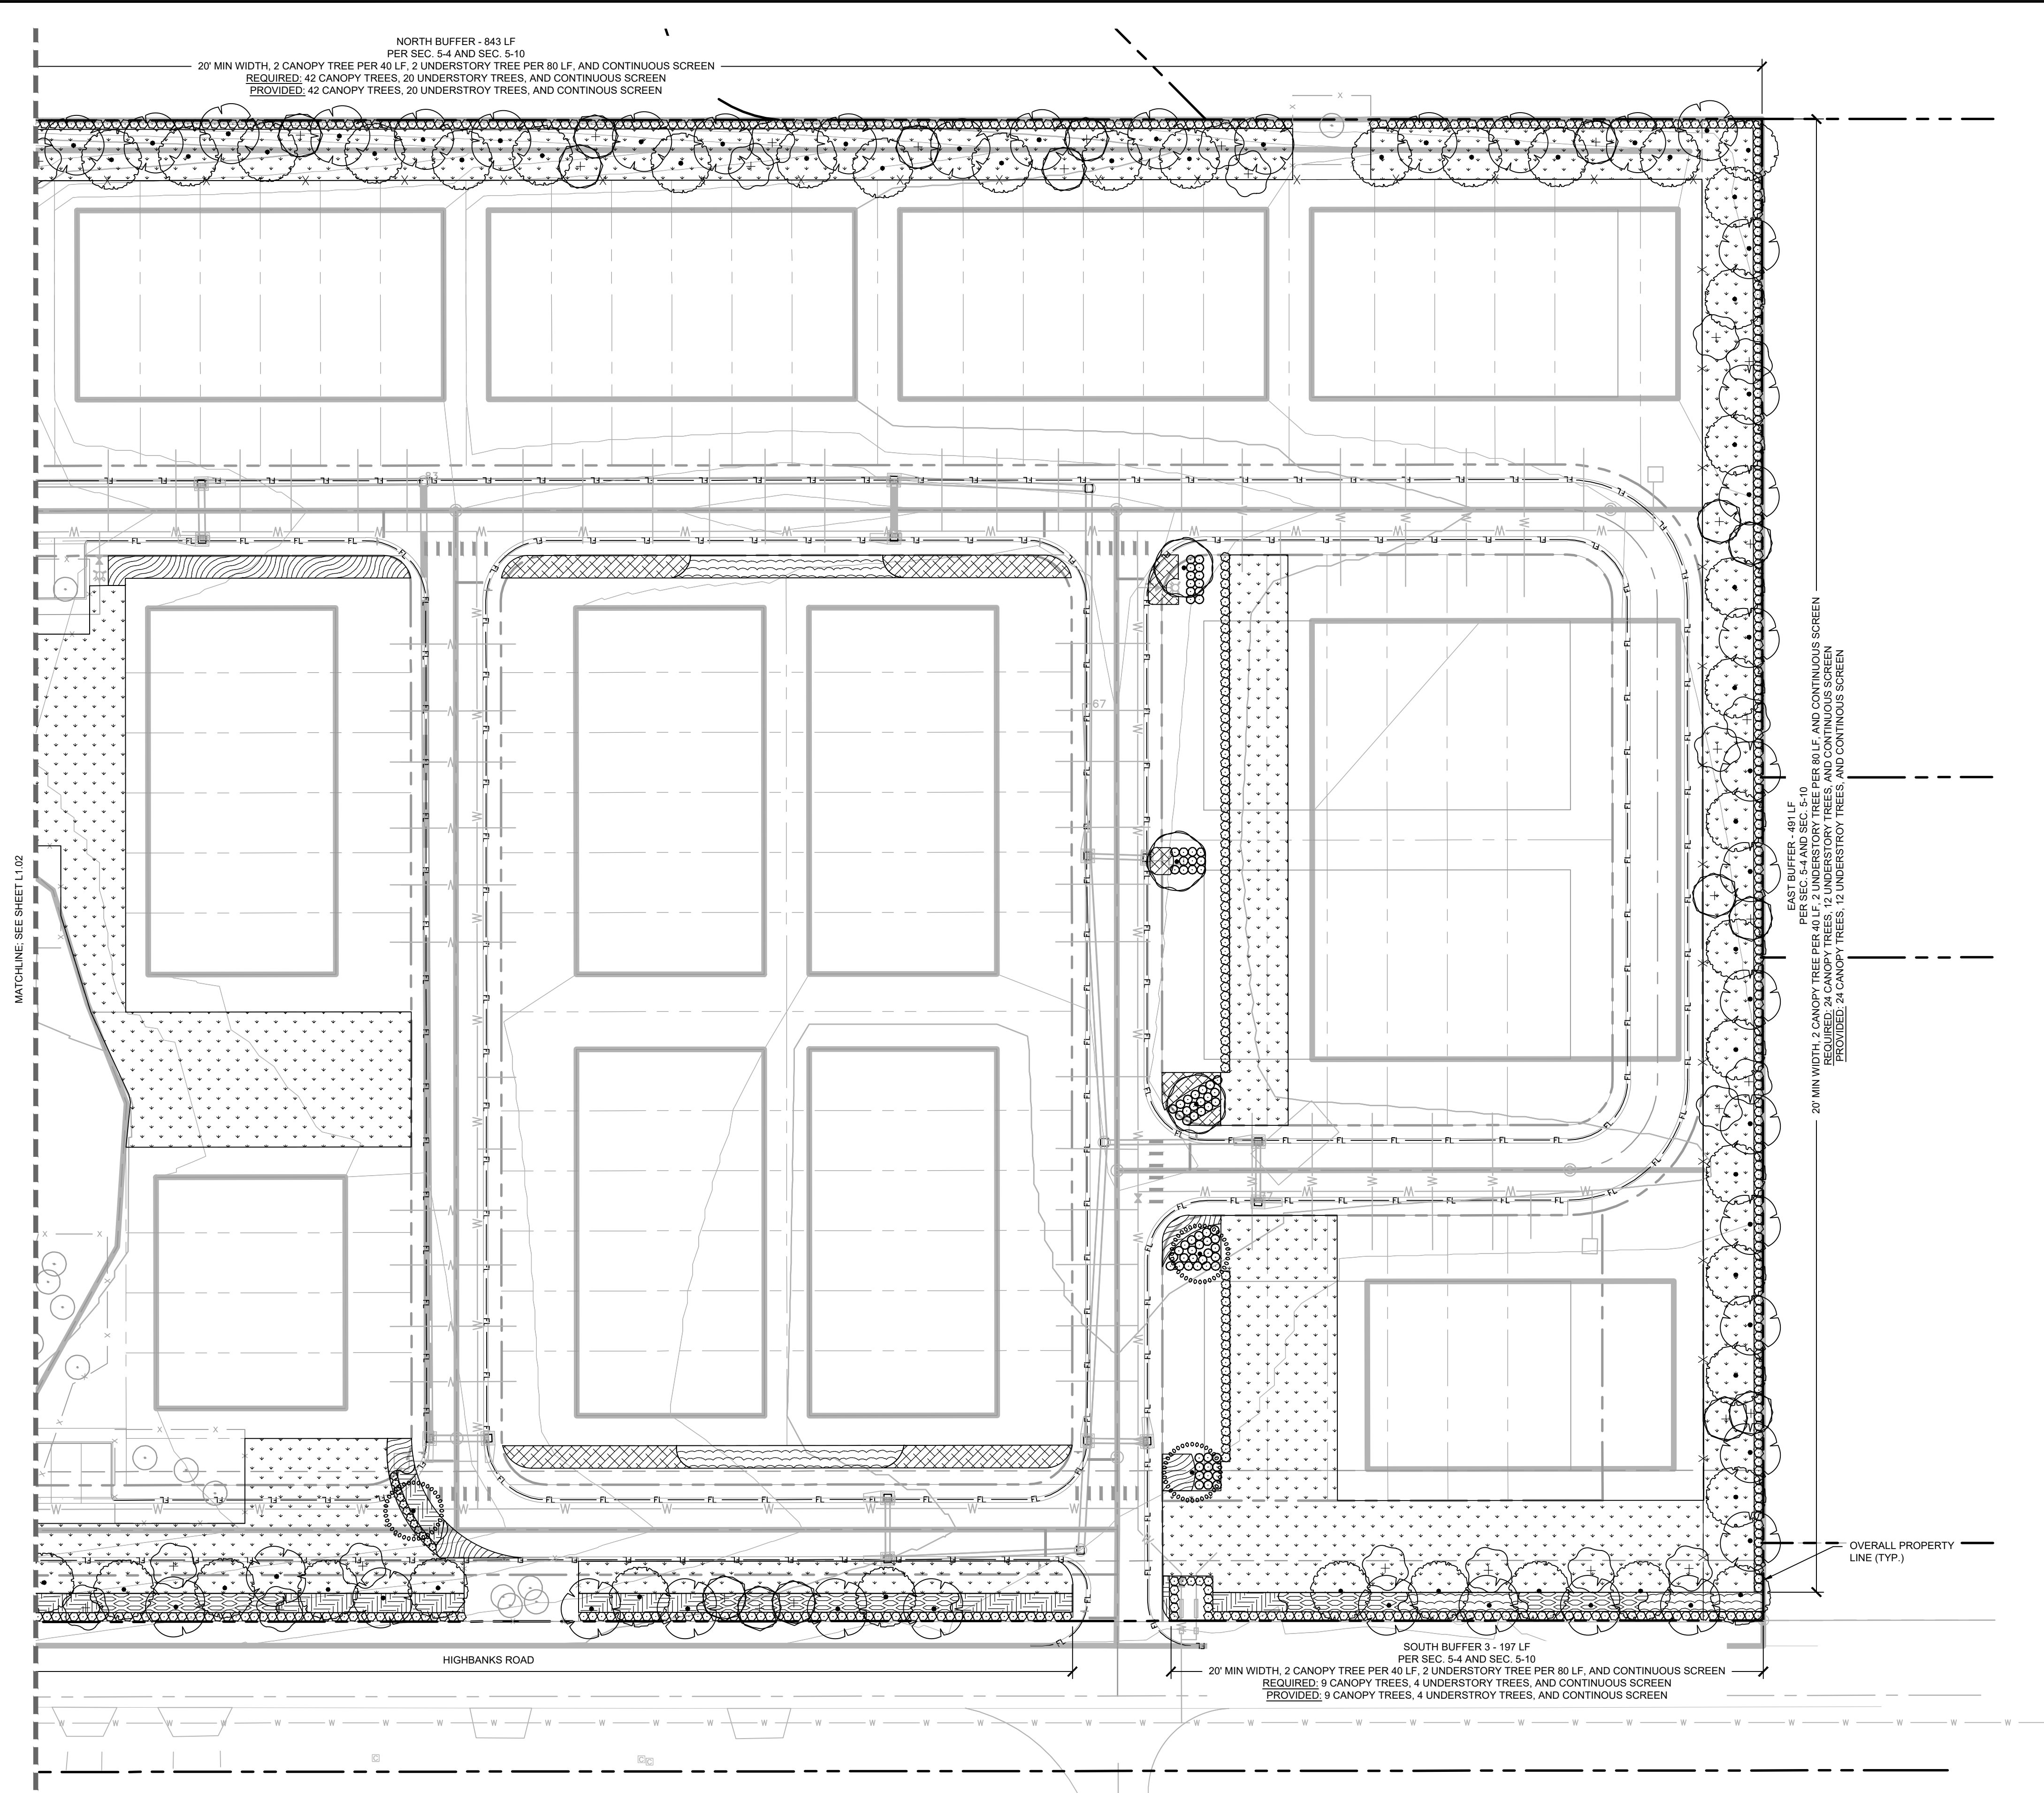 NORTH BUFFER - 843 LF
PER SEC. 5-4 AND SEC. 5-10
20' MIN WIDTH, 2 CANOPY TREE PER 40 LF, 2 UNDERSTORY TREE PER 80 LF, AND CONTINUOUS SCREEN
REQUIRED: 42 CANOPY TREES, 20 UNDERSTORY TREES, AND CONTINUOUS SCREEN
PROVIDED: 42 CANOPY TREES, 20 UNDERSTROY TREES, AND CONTINOUS SCREEN
83
67
67
MATCHLINE; SEE SHEET L1.02
EAST BUFFER - 491 LF
PER SEC. 5-4 AND SEC. 5-10
20' MIN WIDTH, 2 CANOPY TREE PER 40 LF, 2 UNDERSTORY TREE PER 80 LF, AND CONTINUOUS SCREEN
REQUIRED: 24 CANOPY TREES, 12 UNDERSTORY TREES, AND CONTINUOUS SCREEN
PROVIDED: 24 CANOPY TREES, 12 UNDERSTROY TREES, AND CONTINOUS SCREEN
OVERALL PROPERTY
LINE (TYP.)
HIGHBANKS ROAD
SOUTH BUFFER 3 - 197 LF
PER SEC. 5-4 AND SEC. 5-10
20' MIN WIDTH, 2 CANOPY TREE PER 40 LF, 2 UNDERSTORY TREE PER 80 LF, AND CONTINUOUS SCREEN
REQUIRED: 9 CANOPY TREES, 4 UNDERSTORY TREES, AND CONTINUOUS SCREEN
PROVIDED: 9 CANOPY TREES, 4 UNDERSTROY TREES, AND CONTINOUS SCREEN